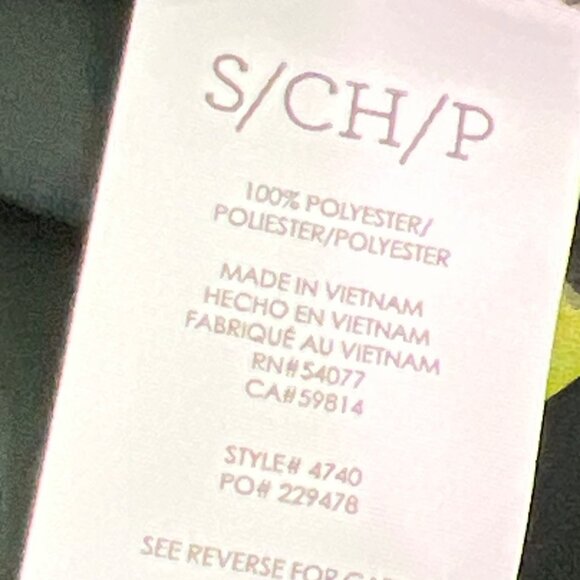 S/CH/P
100% POLYESTER/
POLIESTER/POLYESTER
MADE IN VIETNAM
HECHO EN VIETNAM
FABRIQUÉ AU VIETNAM
RN#54077
CA#59814
STYLE# 4740
PO# 229478
SEE REVERSE FOR